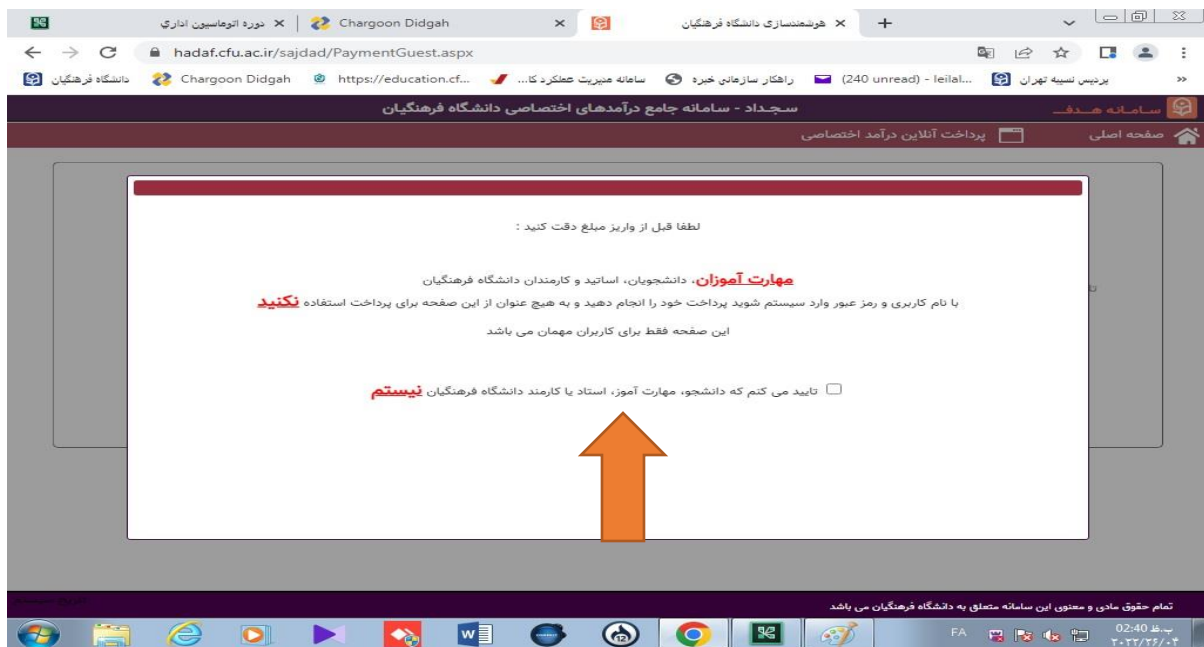 دوره اتوماسیون اداري
Chargoon Didgah
هوشمندسازی دانشگاه فرهنگیان
hadaf.cfu.ac.ir/sajdad/PaymentGuest.aspx
دانشگاه فرهنگیان Chargoon Didgah https://education.cf... سامانه مدیریت عملکرد کا... راهکار سازمانی خبره (240 unread) - leilal... پردیس نسیبه تهران »
سامانه هدف سجداد - سامانه جامع درآمدهای اختصاصی دانشگاه فرهنگیان
صفحه اصلی پرداخت آنلاین درآمد اختصاصی
لطفا قبل از واریز مبلغ دقت کنید :
مهارت آموزان، دانشجویان، اساتید و کارمندان دانشگاه فرهنگیان
با نام کاربری و رمز عبور وارد سیستم شوید پرداخت خود را انجام دهید و به هیچ عنوان از این صفحه برای پرداخت استفاده نکنید
این صفحه فقط برای کاربران مهمان می باشد
تایید می کنم که دانشجو، مهارت آموز، استاد یا کارمند دانشگاه فرهنگیان نیستم
تمام حقوق مادی و معنوی این سامانه متعلق به دانشگاه فرهنگیان می باشد
FA
02:40 ب.ظ
۲۰۲۲/۲۶/۰۴